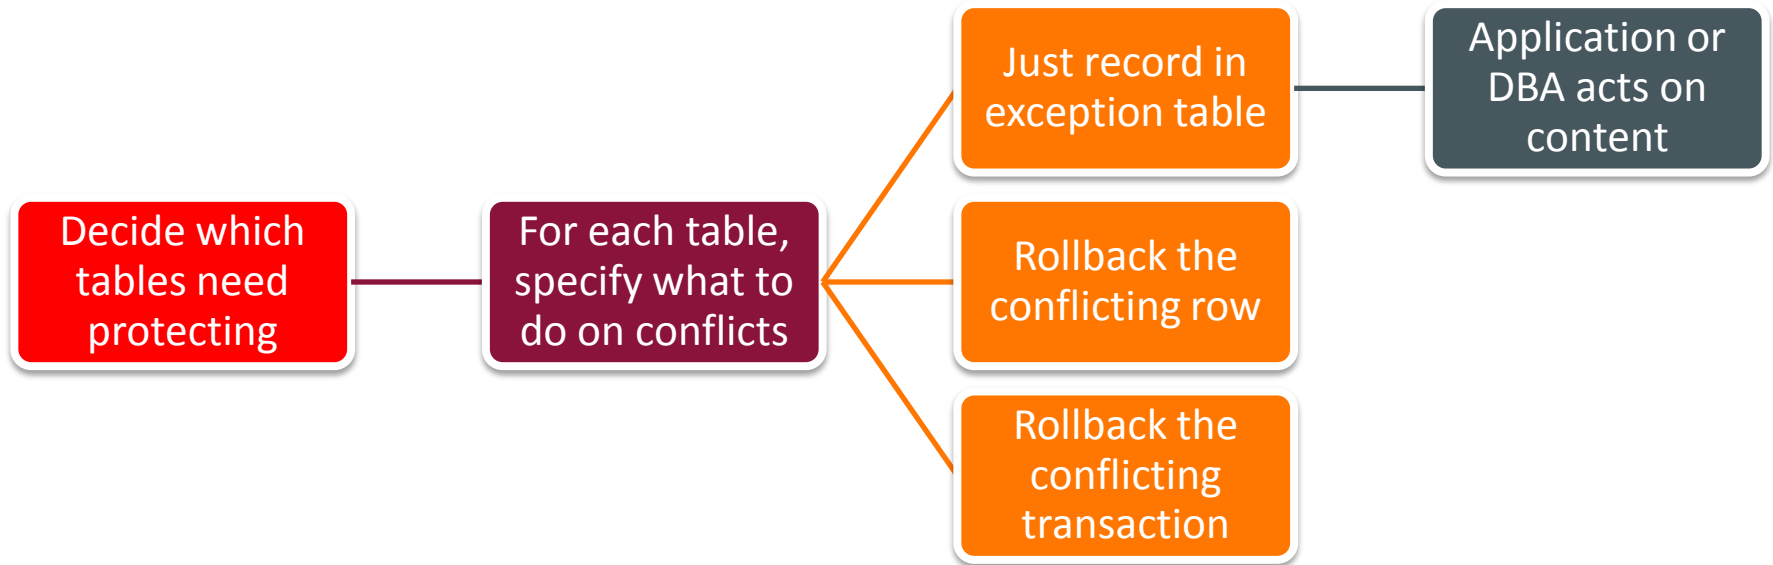 Decide which
tables need
protecting
For each table,
specify what to
do on conflicts
Just record in
exception table
Application or
DBA acts on
content
Rollback the
conflicting row
Rollback the
conflicting
transaction